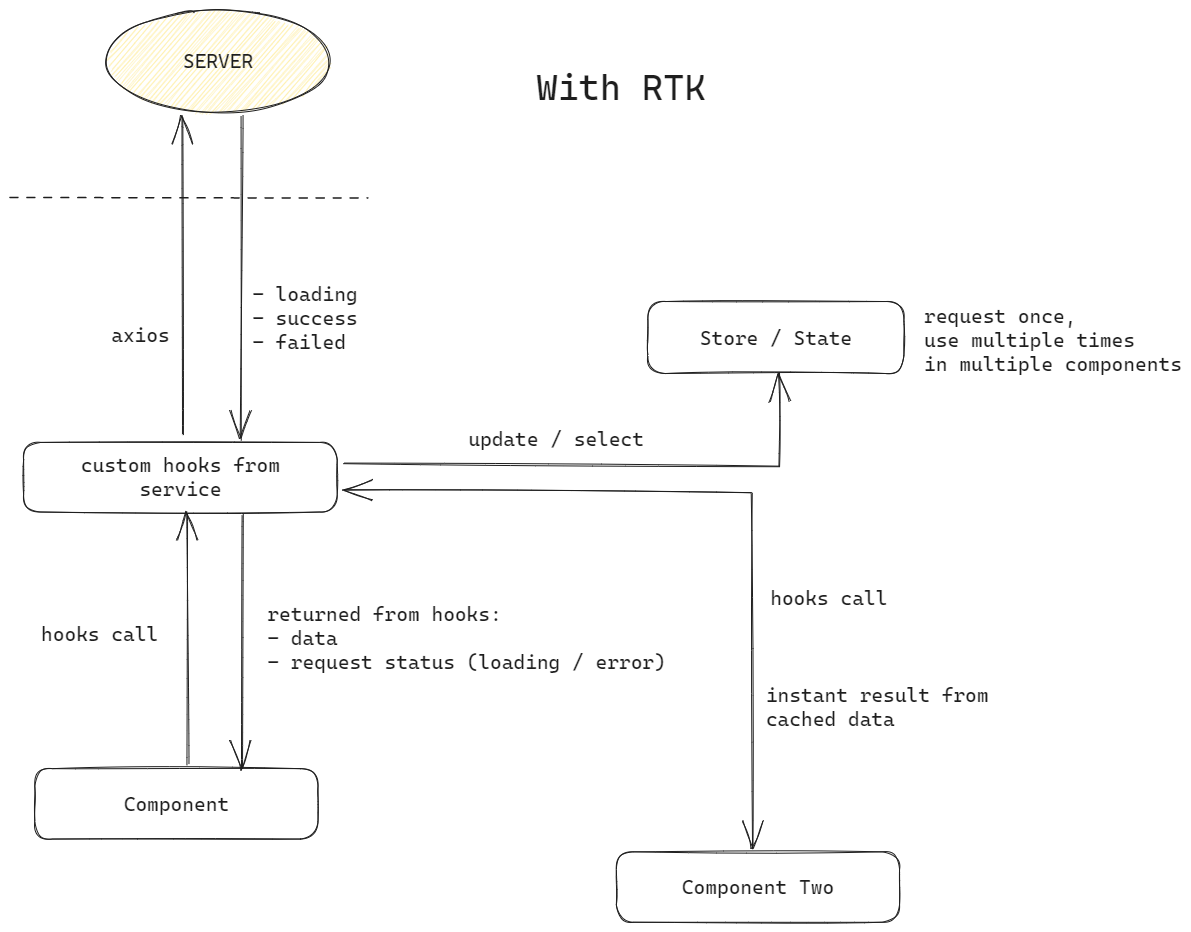 SERVER
With RTK
- loading
- success
- failed
axios
Store / State
request once,
use multiple times
in multiple components
update / select
custom hooks from
service
hooks call
returned from hooks:
- data
- request status (loading / error)
hooks call
instant result from
cached data
Component
Component Two